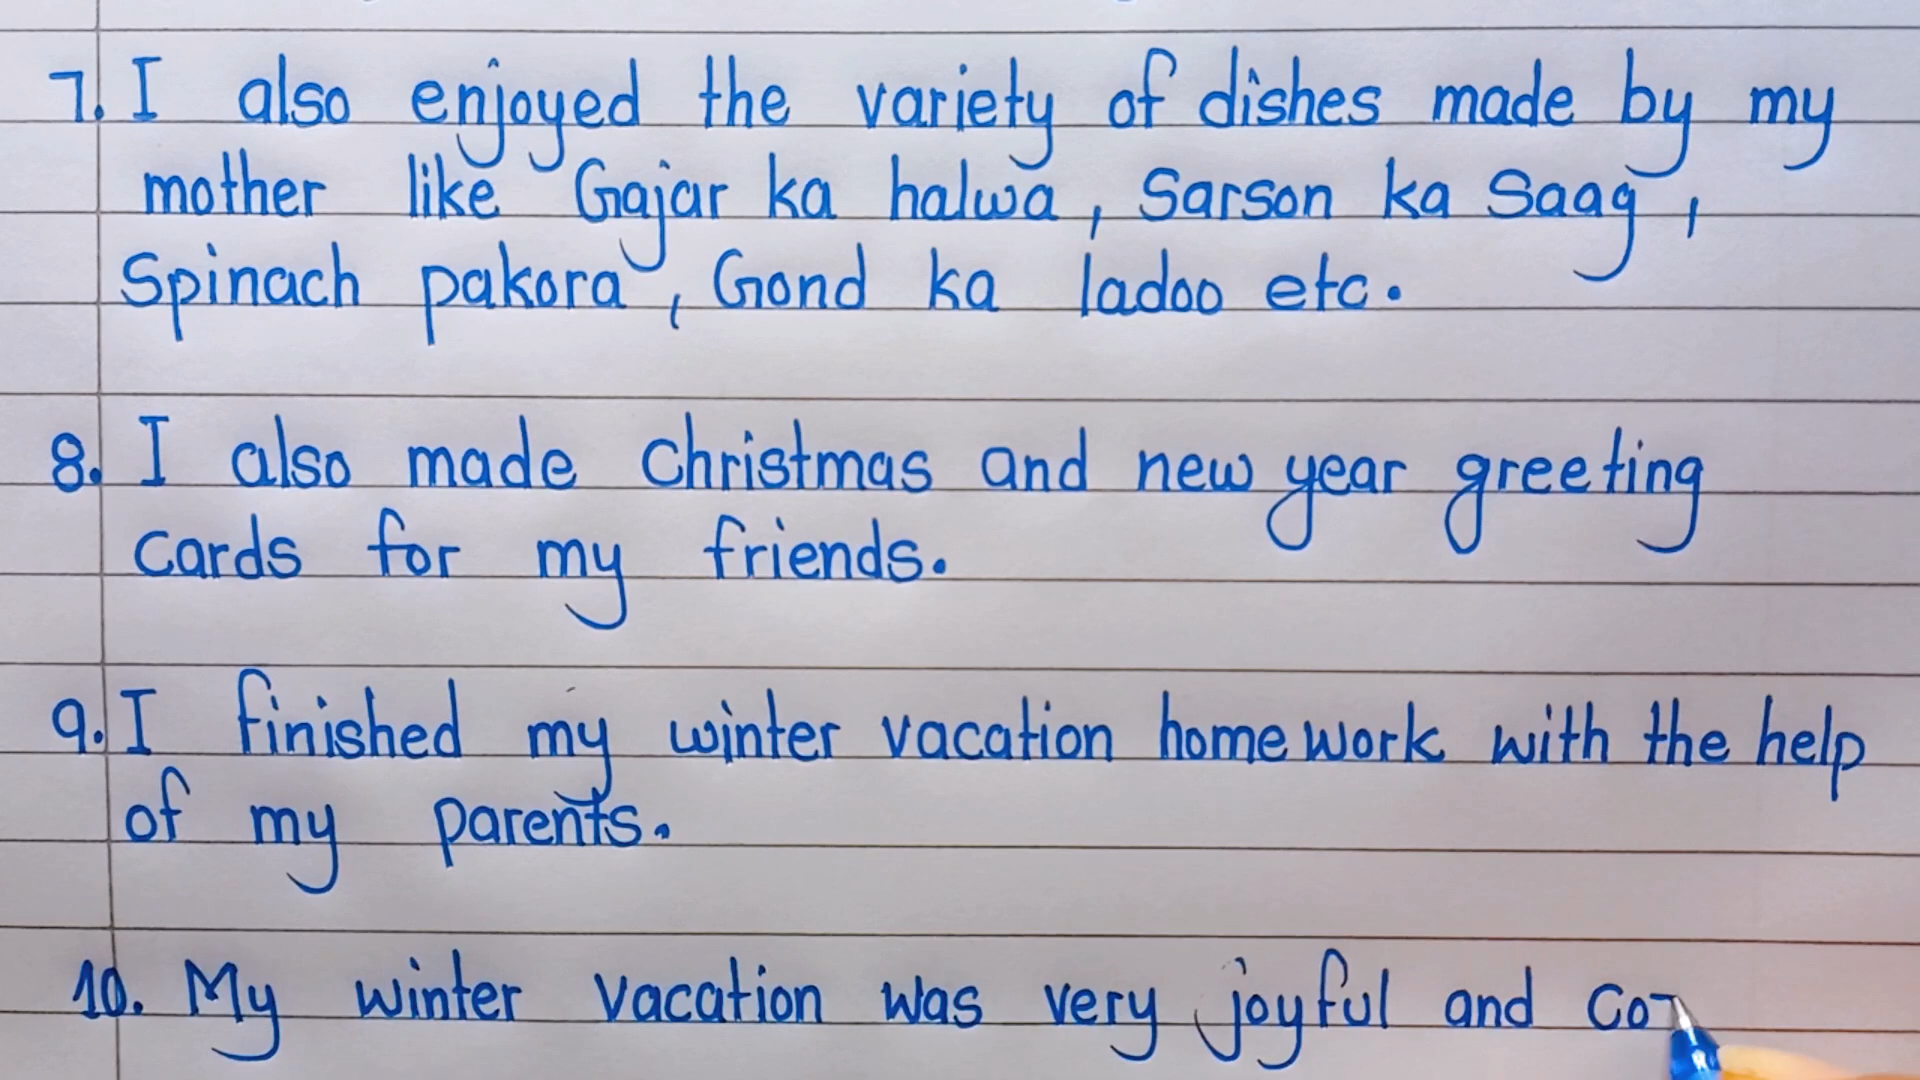 7. I also enjoyed the variety of dishes made by my
mother like Gajar ka halwa, Sarson ka Saag,
Spinach pakora, Gond ka ladoo etc.
8. I also made Christmas and new year greeting
cards for my friends.
9. I finished my winter vacation homework with the help
of my parents.
10. My winter vacation was very joyful and